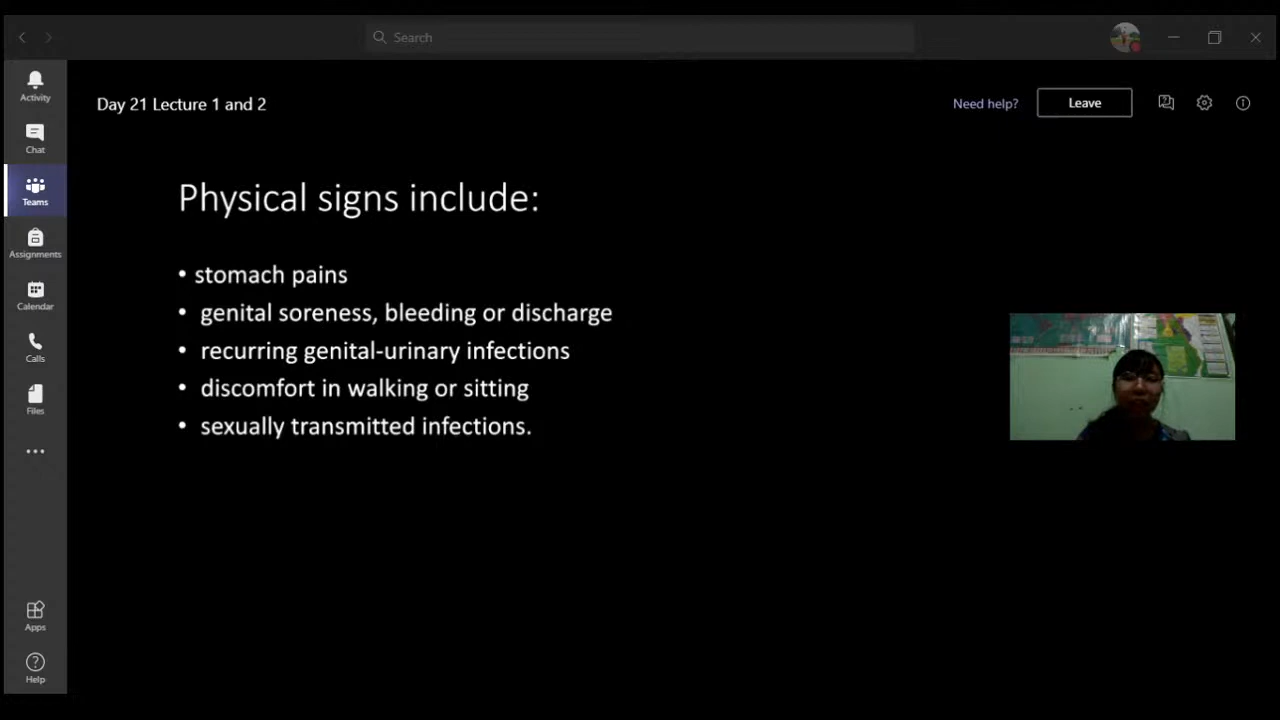 Search
Activity
Day 21 Lecture 1 and 2
Need help?
Leave
Chat
Teams
Physical signs include:
Assignments
• stomach pains
Calendar
• genital soreness, bleeding or discharge
• recurring genital-urinary infections
Calls
• discomfort in walking or sitting
Files
• sexually transmitted infections.
Apps
Help